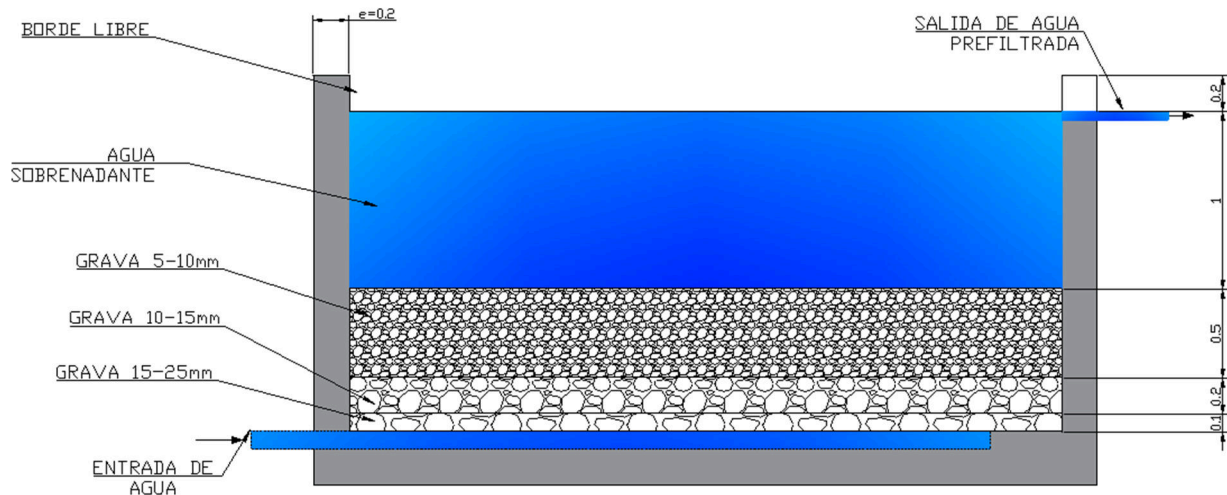 e=0.2
BORDE LIBRE
SALIDA DE AGUA
PREFILTRADA
0.2
AGUA
SOBRENADANTE
1
GRAVA 5-10mm
GRAVA 10-15mm
0.5
GRAVA 15-25mm
0.2
0.1
ENTRADA DE
AGUA